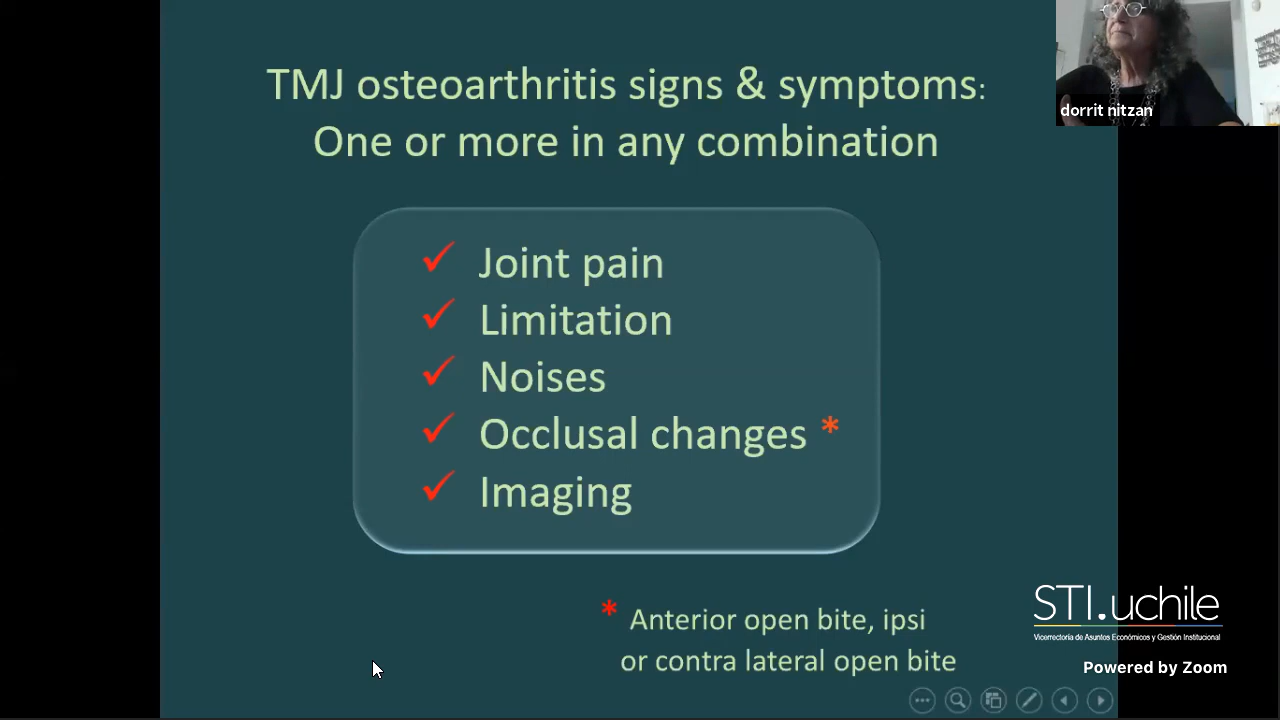 TMJ osteoarthritis signs & symptoms:
One or more in any combination
✓ Joint pain
✓ Limitation
✓ Noises
✓ Occlusal changes *
✓ Imaging
* Anterior open bite, ipsi
or contra lateral open bite
dorrit nitzan
STI.uchile
Vicerrectoría de Asuntos Económicos y Gestión Institucional
Powered by Zoom